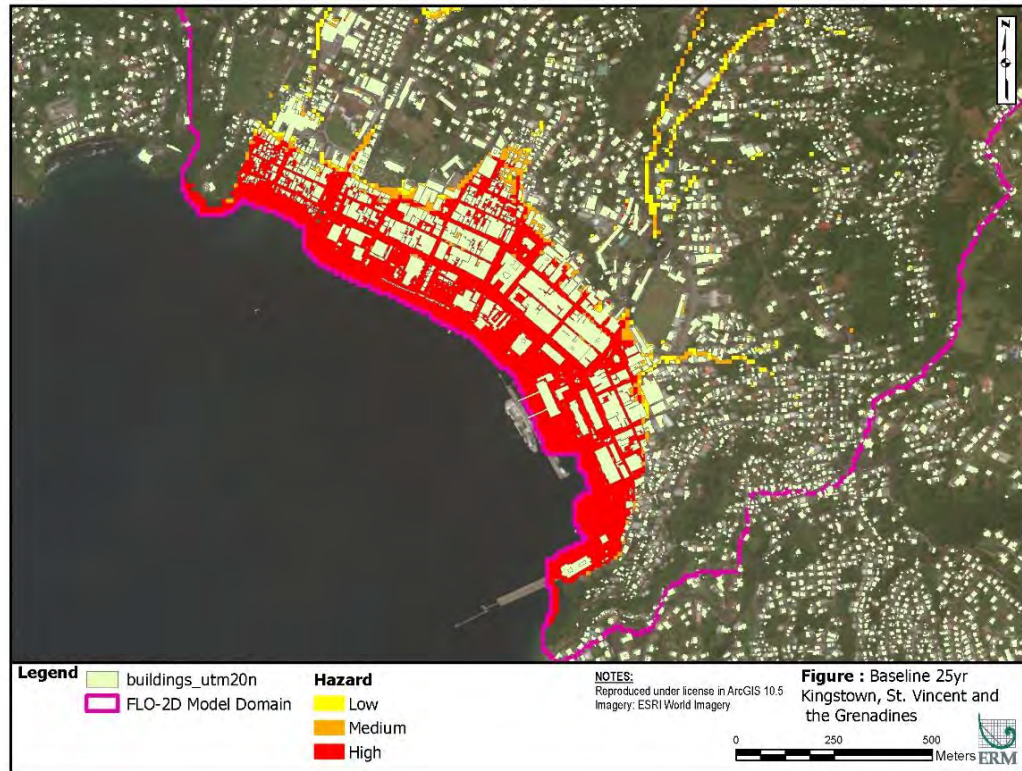 N
Legend
buildings_utm20n
FLO-2D Model Domain
Hazard
Low
Medium
High
NOTES:
Reproduced under license in ArcGIS 10.5
Imagery: ESRI World Imagery
Figure : Baseline 25yr
Kingstown, St. Vincent and
the Grenadines
0 250 500
Meters
ERM